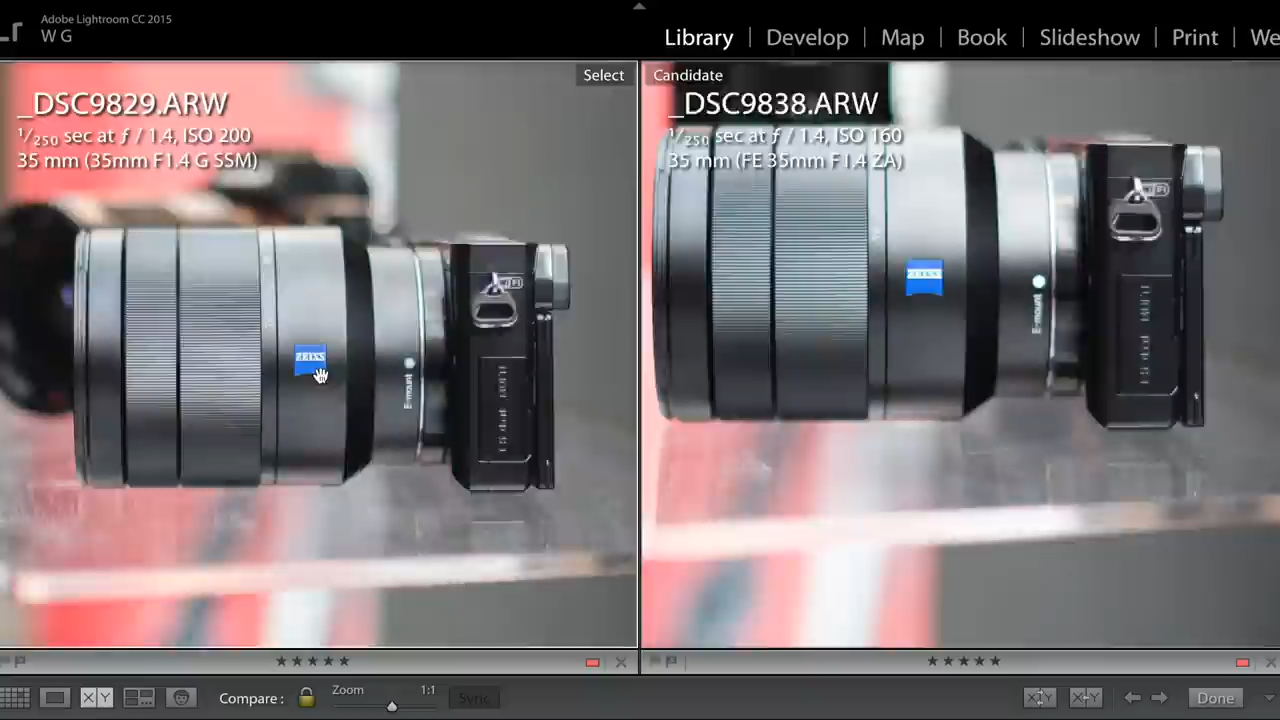 Adobe Lightroom CC 2015
W G
Library | Develop | Map | Book | Slideshow | Print | We
Select
_DSC9829.ARW
1/250 sec at ƒ / 1.4, ISO 200
35 mm (35mm F1.4 G SSM)
Candidate
_DSC9838.ARW
1/250 sec at ƒ / 1.4, ISO 160
35 mm (FE 35mm F1.4 ZA)
ZEISS
E-mount
ZEISS
E-mount
Compare :
Zoom
1:1
Sync
Done